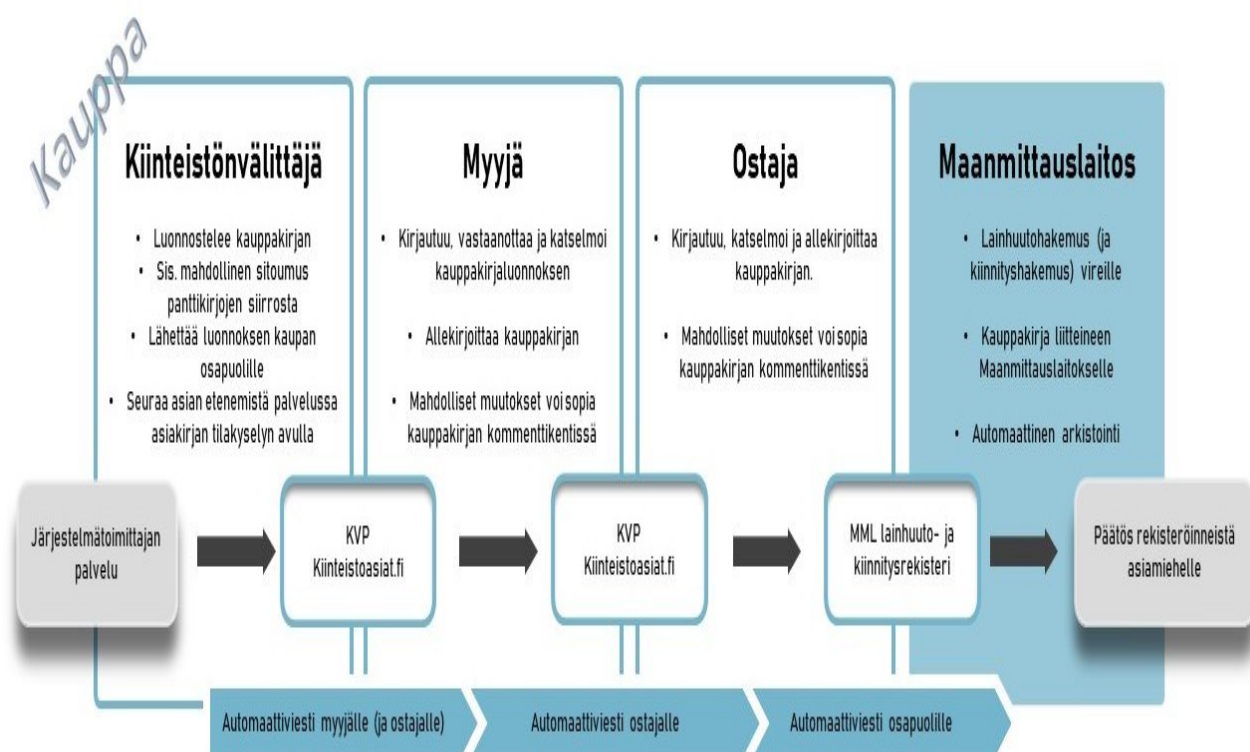 Kauppa
Kiinteistönvälittäjä
• Luonnostelee kauppakirjan
• Sis. mahdollinen sitoumus
panttikirjojen siirrosta
• Lähettää luonnoksen kaupan
osapuolille
• Seuraa asian etenemistä palvelussa
asiakirjan tilakyselyn avulla
Myyjä
• Kirjautuu, vastaanottaa ja katselmoi
kauppakirjaluonnoksen
• Allekirjoittaa kauppakirjan
• Mahdolliset muutokset voi sopia
kauppakirjan kommenttikentissä
Ostaja
• Kirjautuu, katselmoi ja allekirjoittaa
kauppakirjan.
• Mahdolliset muutokset voi sopia
kauppakirjan kommenttikentissä
Maanmittauslaitos
• Lainhuutohakemus (ja
kiinnityshakemus) vireille
• Kauppakirja liitteineen
Maanmittauslaitokselle
• Automaattinen arkistointi
Järjestelmätoimittajan
palvelu
KVP
Kiinteistoasiat.fi
KVP
Kiinteistoasiat.fi
MML lainhuuto- ja
kiinnitysrekisteri
Päätös rekisteröinneistä
asiamiehelle
Automaattiviesti myyjälle (ja ostajalle)
Automaattiviesti ostajalle
Automaattiviesti osapuolille